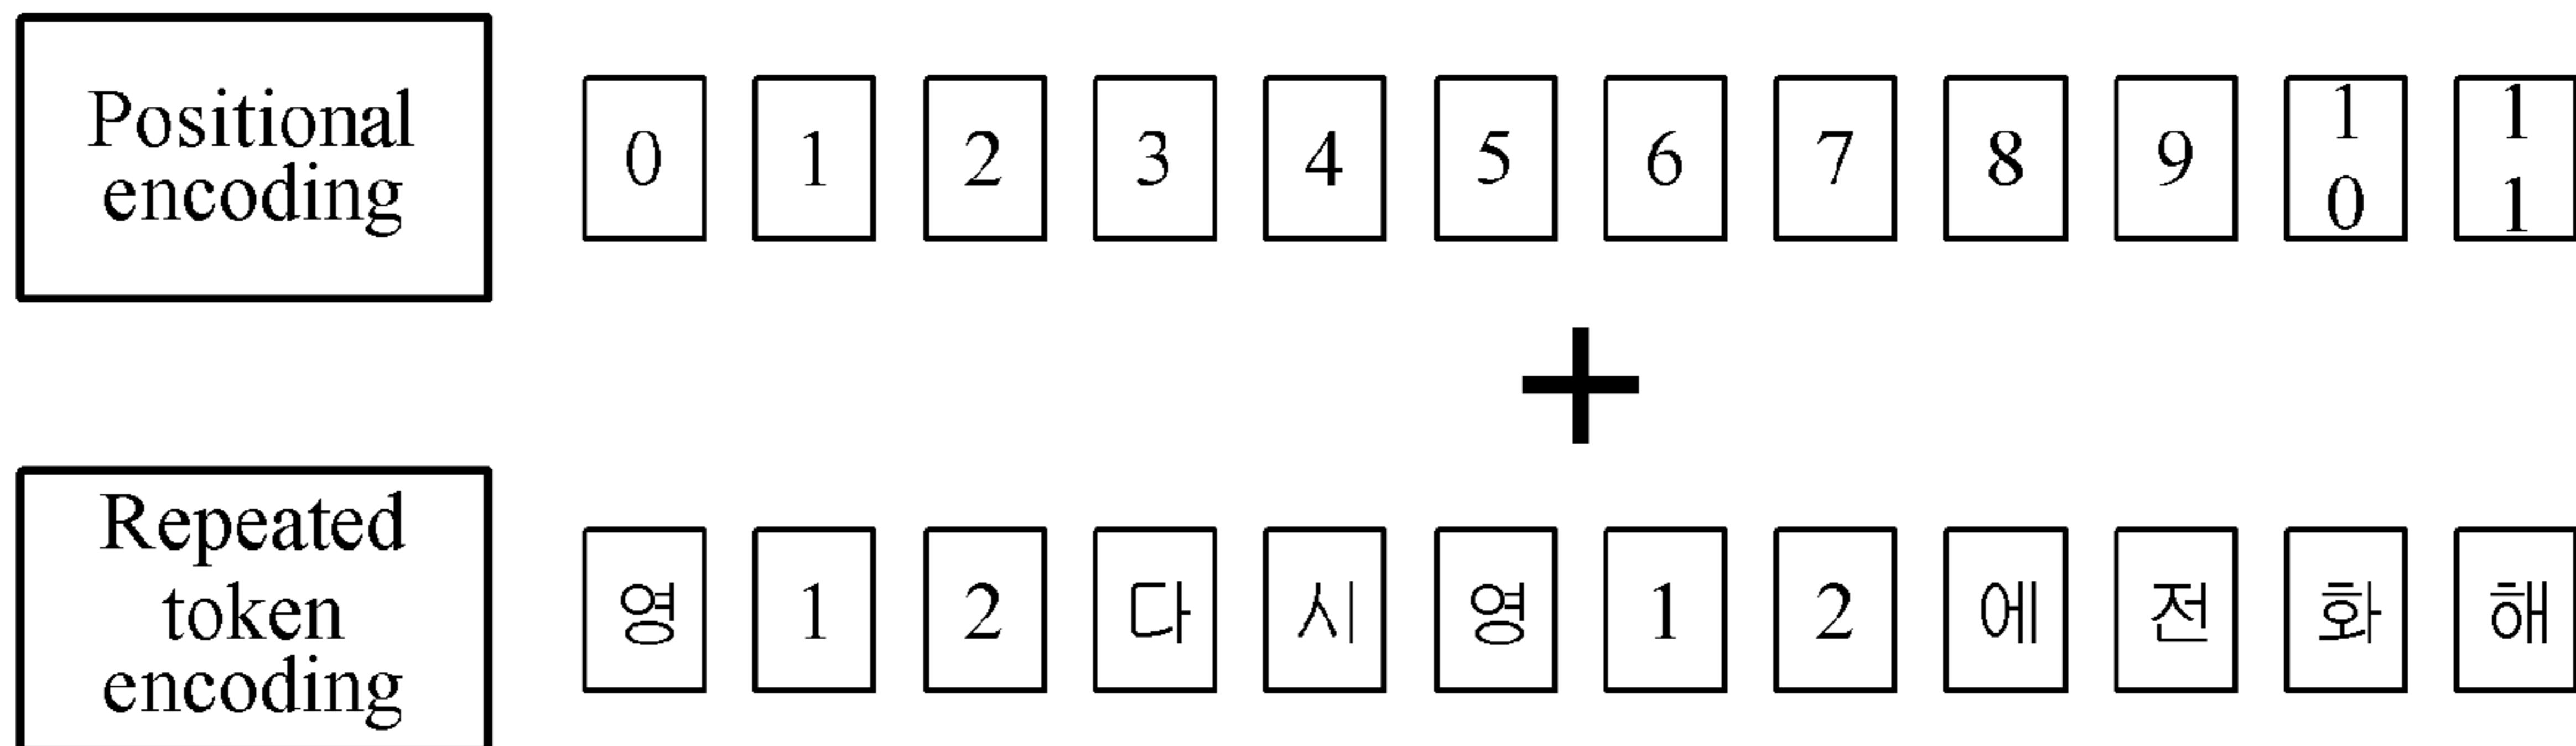 Positional
encoding
0 1 2 3 4 5 6 7 8 9 10 11
+
Repeated
token
encoding
영 1 2 다 시 영 1 2 에 전 화 해